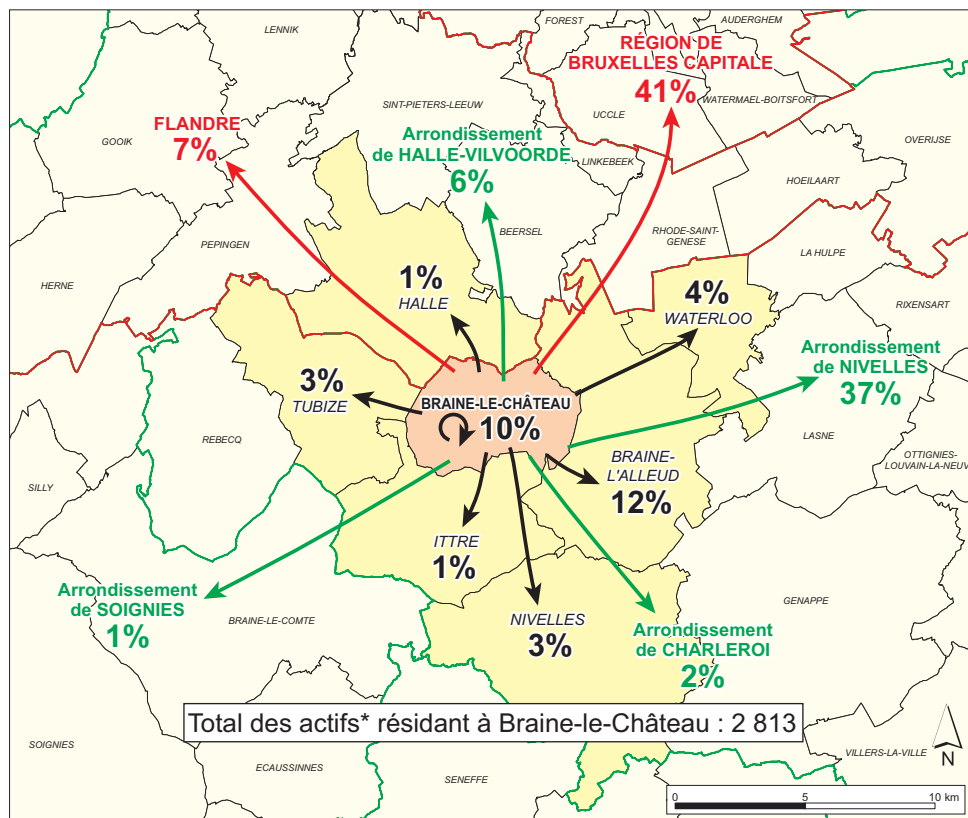 LENNIK
FOREST
AUDERGHEM
RÉGION DE
BRUXELLES CAPITALE
41%
SINT-PIETERS-LEEUW
UCCLE
WATERMAEL-BOITSFORT
FLANDRE
7%
GOOIK
Arrondissement
de HALLE-VILVOORDE
6%
LINKEBEEK
OVERIJSE
HOEILAART
PEPINGEN
BEERSEL
RHODE-SAINT-
GENESE
LA HULPE
HERNE
1%
HALLE
4%
WATERLOO
RIXENSART
Arrondissement
de NIVELLES
37%
3%
TUBIZE
BRAINE-LE-CHÂTEAU
10%
REBECQ
LASNE
BRAINE-
L'ALLEUD
12%
OTTIGNIES-
LOUVAIN-LA-NEUV
SILLY
ITTRE
1%
Arrondissement
de SOIGNIES
1%
BRAINE-LE-COMTE
NIVELLES
3%
GENAPPE
Arrondissement
de CHARLEROI
2%
Total des actifs* résidant à Braine-le-Château : 2 813
SOIGNIES
ECAUSSINNES
SENEFFE
VILLERS-LA-VILLE
N
0 5 10 km